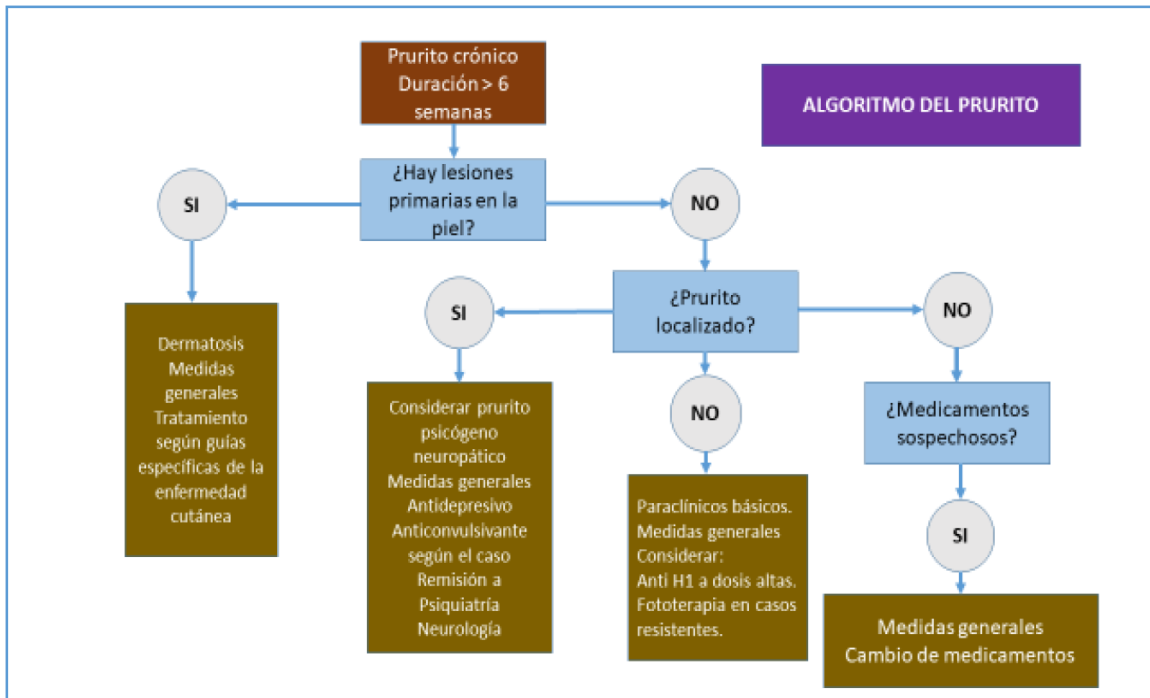 Prurito crónico
Duración > 6
semanas
ALGORITMO DEL PRURITO
¿Hay lesiones
primarias en la
piel?
SI
NO
Dermatosis
Medidas
generales
Tratamiento
según guías
específicas de la
enfermedad
cutánea
¿Prurito
localizado?
SI
NO
NO
Considerar prurito
psicógeno
neuropático
Medidas generales
Antidepresivo
Anticonvulsivante
según el caso
Remisión a
Psiquiatría
Neurología
Paraclínicos básicos.
Medidas generales
Considerar:
Anti H1 a dosis altas.
Fototerapia en casos
resistentes.
¿Medicamentos
sospechosos?
SI
Medidas generales
Cambio de medicamentos